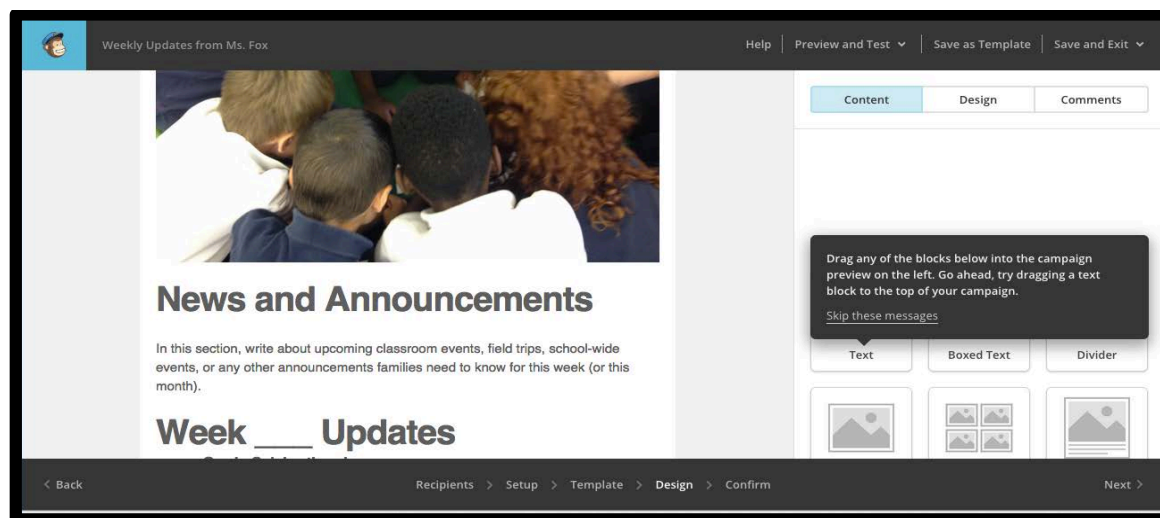 Weekly Updates from Ms. Fox
Help
Preview and Test
Save as Template
Save and Exit
Content
Design
Comments
Drag any of the blocks below into the campaign
preview on the left. Go ahead, try dragging a text
block to the top of your campaign.
Skip these messages
Text
Boxed Text
Divider
News and Announcements
In this section, write about upcoming classroom events, field trips, school-wide
events, or any other announcements families need to know for this week (or this
month).
Week ____ Updates
< Back
Recipients > Setup > Template > Design > Confirm
Next >